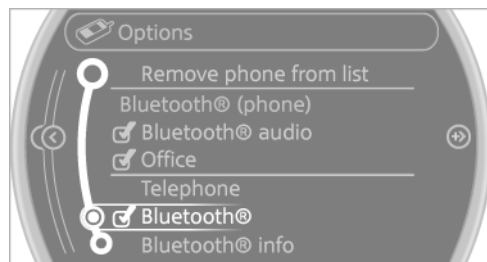 Options
Remove phone from list
Bluetooth® (phone)
Bluetooth® audio
Office
Telephone
Bluetooth®
Bluetooth® info